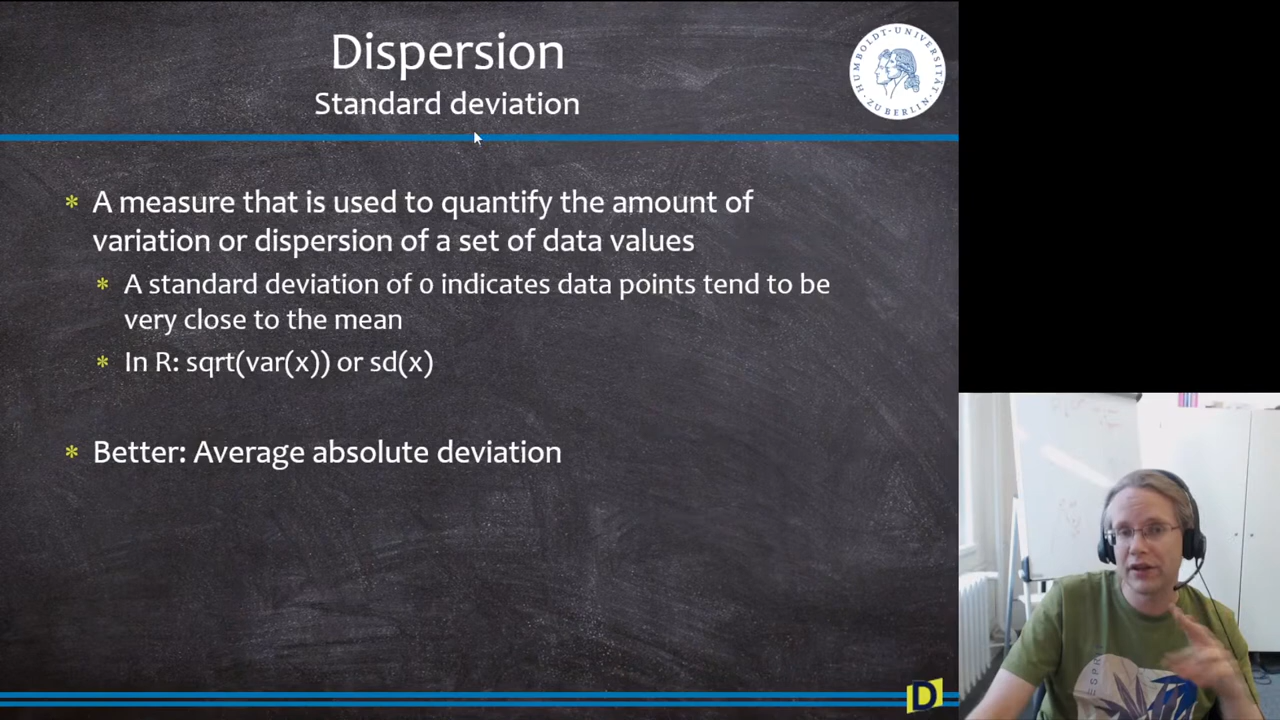 Dispersion
Standard deviation
HUMBOLDT-UNIVERSITÄT
ZU BERLIN
* A measure that is used to quantify the amount of
variation or dispersion of a set of data values
* A standard deviation of 0 indicates data points tend to be
very close to the mean
* In R: sqrt(var(x)) or sd(x)
* Better: Average absolute deviation
D